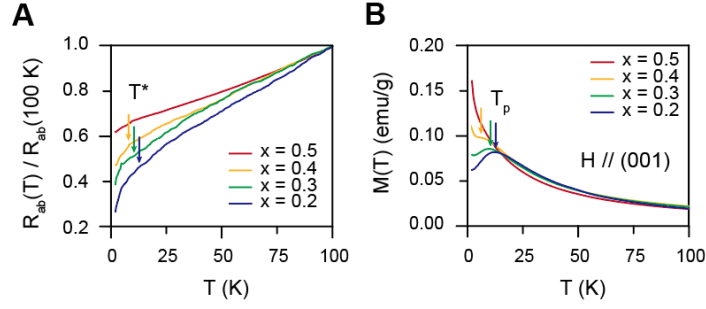 A
R_ab(T) / R_ab(100 K)
1.0
0.8
0.6
0.4
0.2
T*
x = 0.5
x = 0.4
x = 0.3
x = 0.2
0 25 50 75 100
T (K)
B
M(T) (emu/g)
0.20
0.15
0.10
0.05
0.00
x = 0.5
x = 0.4
x = 0.3
x = 0.2
T_p
H // (001)
0 25 50 75 100
T (K)